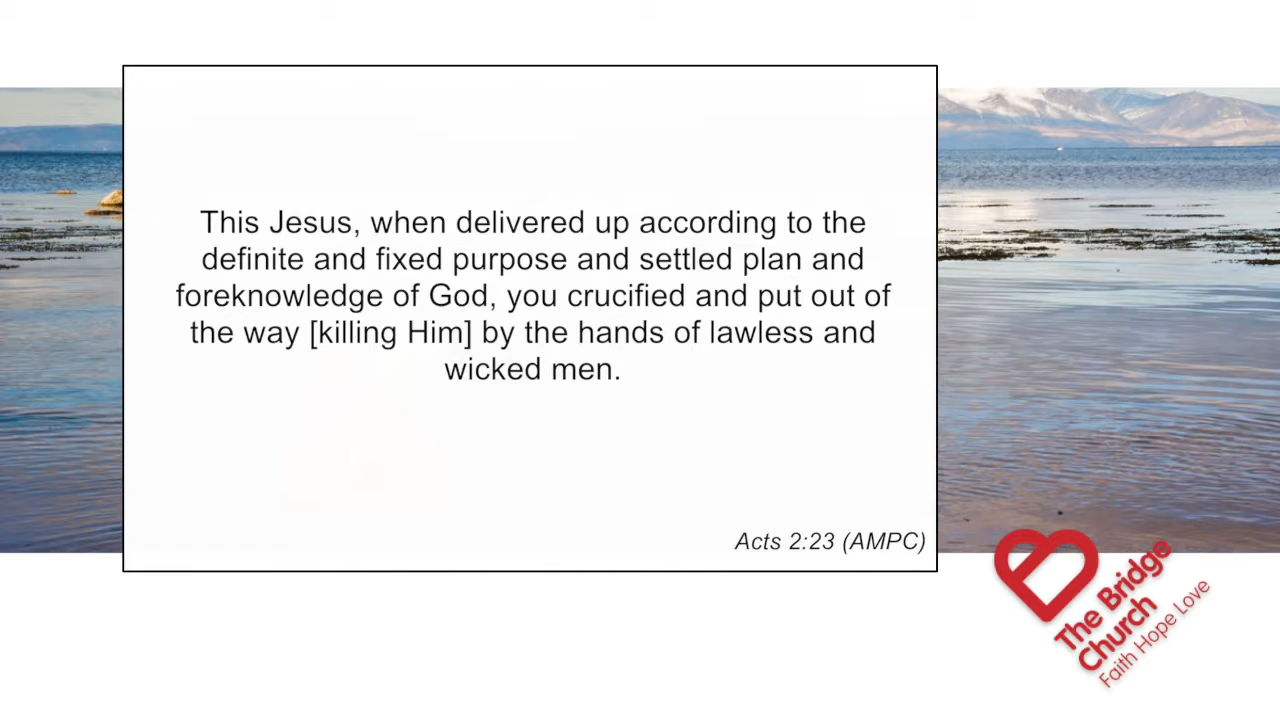 This Jesus, when delivered up according to the
definite and fixed purpose and settled plan and
foreknowledge of God, you crucified and put out of
the way [killing Him] by the hands of lawless and
wicked men.
Acts 2:23 (AMPC)
The Bridge
Church
Faith Hope Love